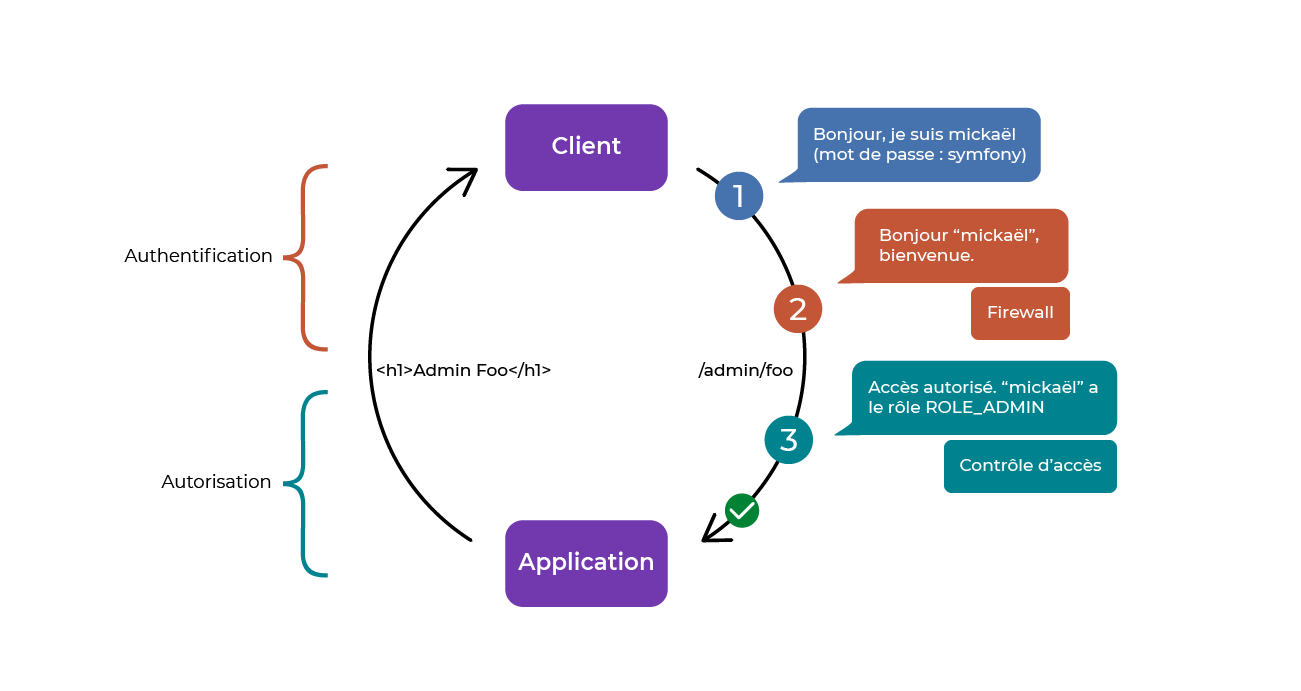 Client
1
Bonjour, je suis mickaël
(mot de passe : symfony)
2
Bonjour “mickaël”,
bienvenue.
Firewall
Authentification
<h1>Admin Foo</h1>
/admin/foo
3
Accès autorisé. “mickaël” a
le rôle ROLE_ADMIN
Contrôle d’accès
Autorisation
Application